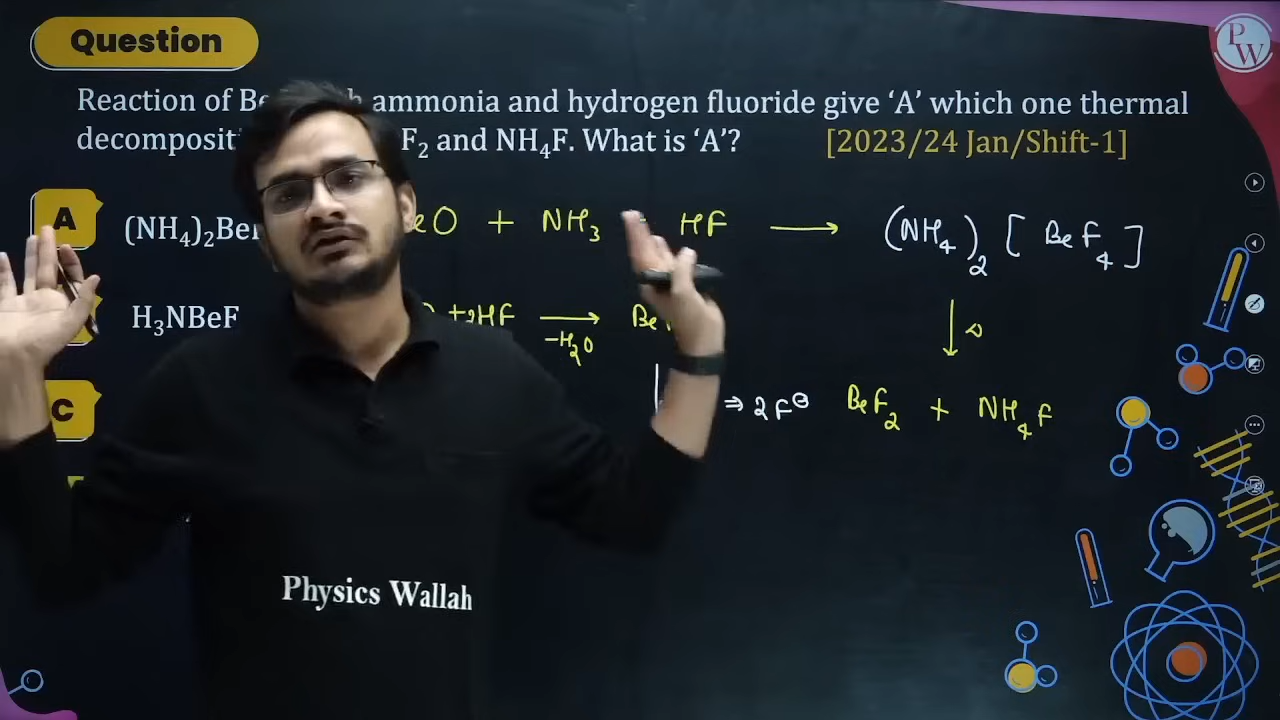 Question
PW
Reaction of Be ammonia and hydrogen fluoride give ‘A’ which one thermal
decomposit F₂ and NH₄F. What is ‘A’? [2023/24 Jan/Shift-1]
A (NH₄)₂Be eO + NH₃ HF → (NH₄)₂ [BeF₄]
H₃NBeF +2HF → Be Δ
-H₂O
C ⇒ 2F⊖ BeF₂ + NH₄F
Physics Wallah